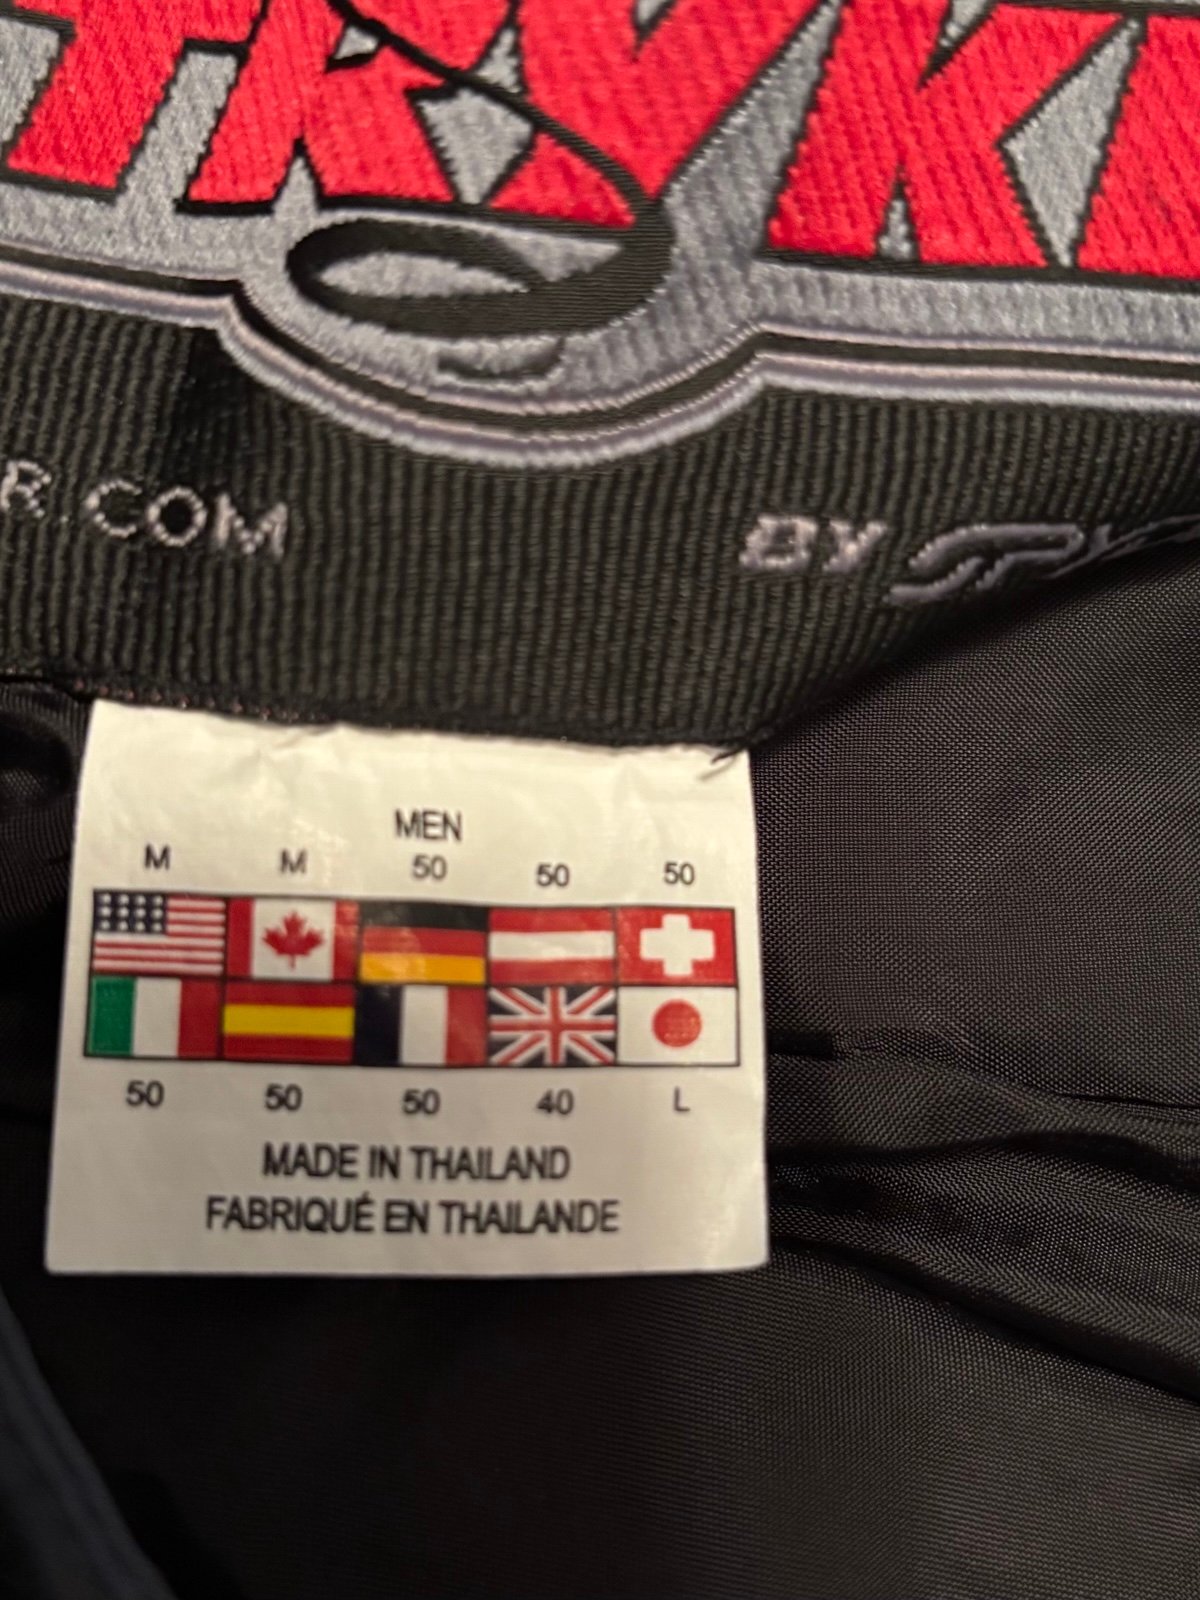 R.COM
BY
MEN
M M 50 50 50
50 50 50 40 L
MADE IN THAILAND
FABRIQUÉ EN THAILANDE